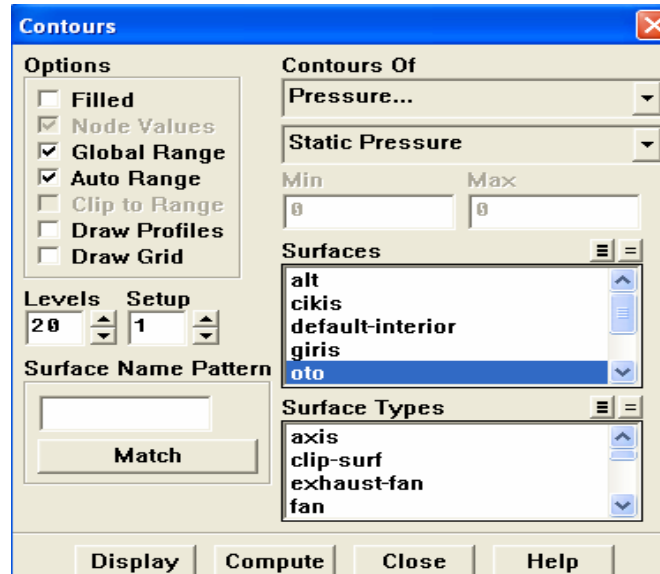 Contours
Options
Filled
Node Values
Global Range
Auto Range
Clip to Range
Draw Profiles
Draw Grid
Levels Setup
20 1
Surface Name Pattern
Match
Contours Of
Pressure...
Static Pressure
Min Max
0 0
Surfaces
alt
cikis
default-interior
giris
oto
Surface Types
axis
clip-surf
exhaust-fan
fan
Display Compute Close Help